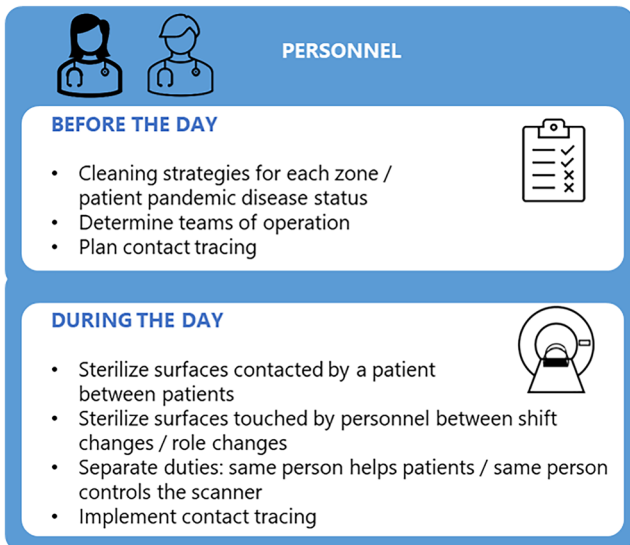 PERSONNEL
BEFORE THE DAY
• Cleaning strategies for each zone /
patient pandemic disease status
• Determine teams of operation
• Plan contact tracing
DURING THE DAY
• Sterilize surfaces contacted by a patient
between patients
• Sterilize surfaces touched by personnel between shift
changes / role changes
• Separate duties: same person helps patients / same person
controls the scanner
• Implement contact tracing